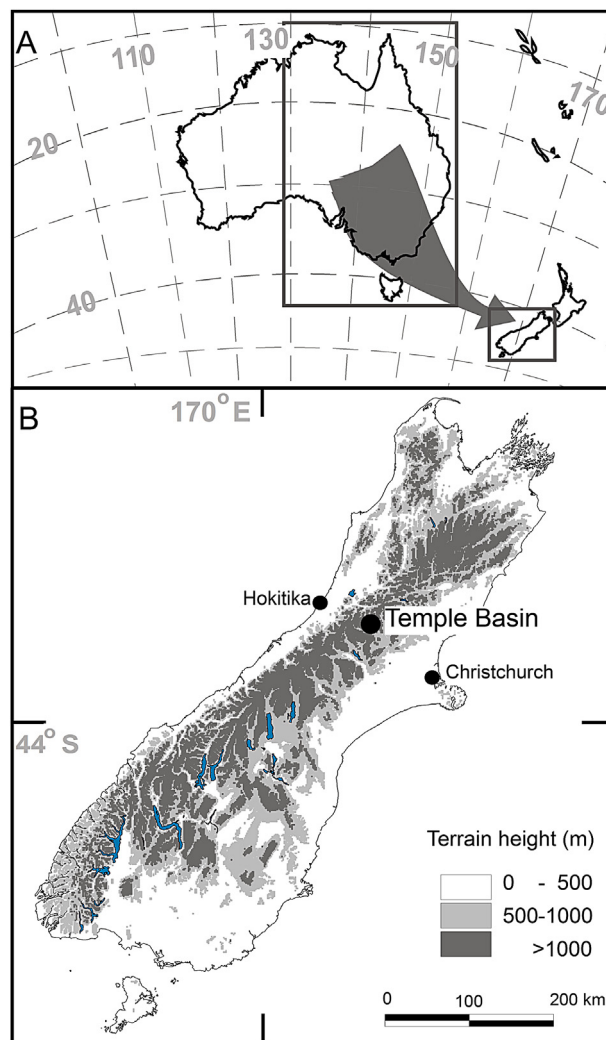 A
110
130
150
170
20
40
B
170° E
Hokitika
Temple Basin
Christchurch
44° S
Terrain height (m)
0 - 500
500-1000
>1000
0 100 200 km